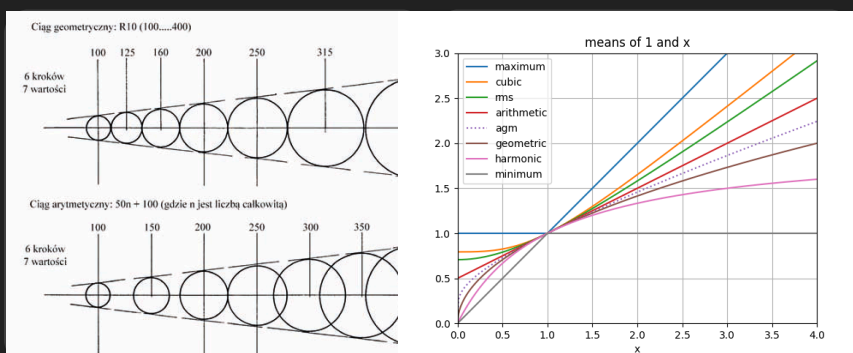 Ciąg geometryczny: R10 (100.....400)
100 125 160 200 250 315
6 kroków
7 wartości
Ciąg arytmetyczny: 50n + 100 (gdzie n jest liczbą całkowitą)
100 150 200 250 300 350
6 kroków
7 wartości
means of 1 and x
maximum
cubic
rms
arithmetic
agm
geometric
harmonic
minimum
3.0
2.5
2.0
1.5
1.0
0.5
0.0
0.0 0.5 1.0 1.5 2.0 2.5 3.0 3.5 4.0
x